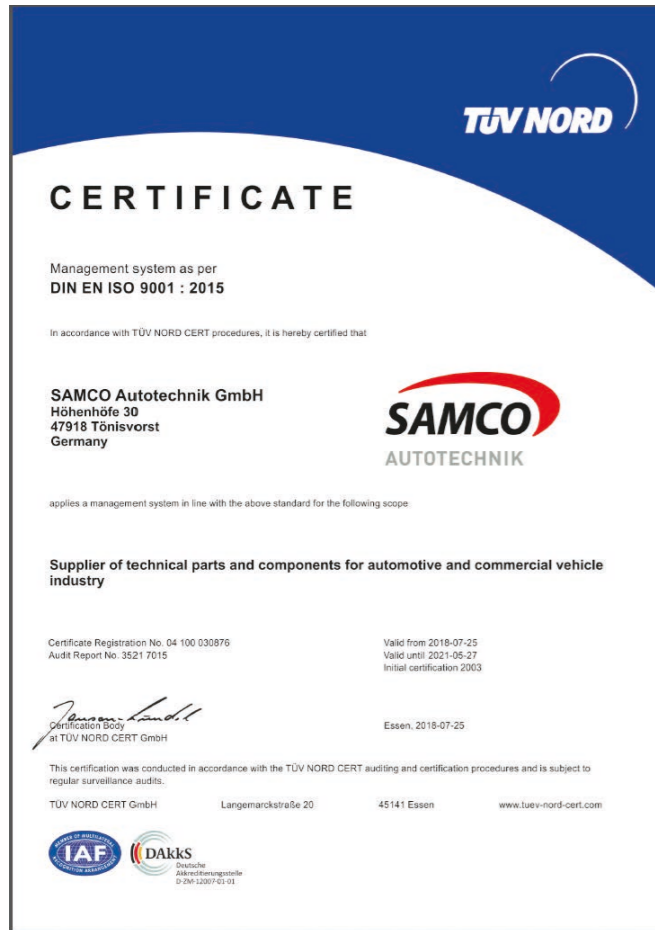 TÜV NORD
CERTIFICATE
Management system as per
DIN EN ISO 9001 : 2015
In accordance with TÜV NORD CERT procedures, it is hereby certified that
SAMCO Autotechnik GmbH
Höhenhöfe 30
47918 Tönisvorst
Germany
SAMCO
AUTOTECHNIK
applies a management system in line with the above standard for the following scope
Supplier of technical parts and components for automotive and commercial vehicle
industry
Certificate Registration No. 04 100 030876
Audit Report No. 3521 7015
Valid from 2018-07-25
Valid until 2021-05-27
Initial certification 2003
Certification Body
at TÜV NORD CERT GmbH
Essen, 2018-07-25
This certification was conducted in accordance with the TÜV NORD CERT auditing and certification procedures and is subject to
regular surveillance audits.
TÜV NORD CERT GmbH Langemarckstraße 20 45141 Essen www.tuev-nord-cert.com
MEMBER OF MULTILATERAL
IAF
RECOGNITION ARRANGEMENT
DAkkS
Deutsche
Akkreditierungsstelle
D-ZM-12007-01-01